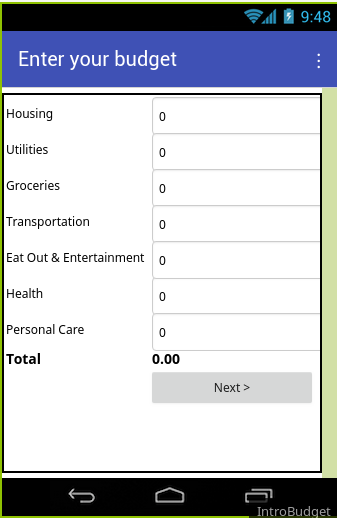 9:48
Enter your budget
Housing 0
Utilities 0
Groceries 0
Transportation 0
Eat Out & Entertainment 0
Health 0
Personal Care 0
Total 0.00
Next >
IntroBudget